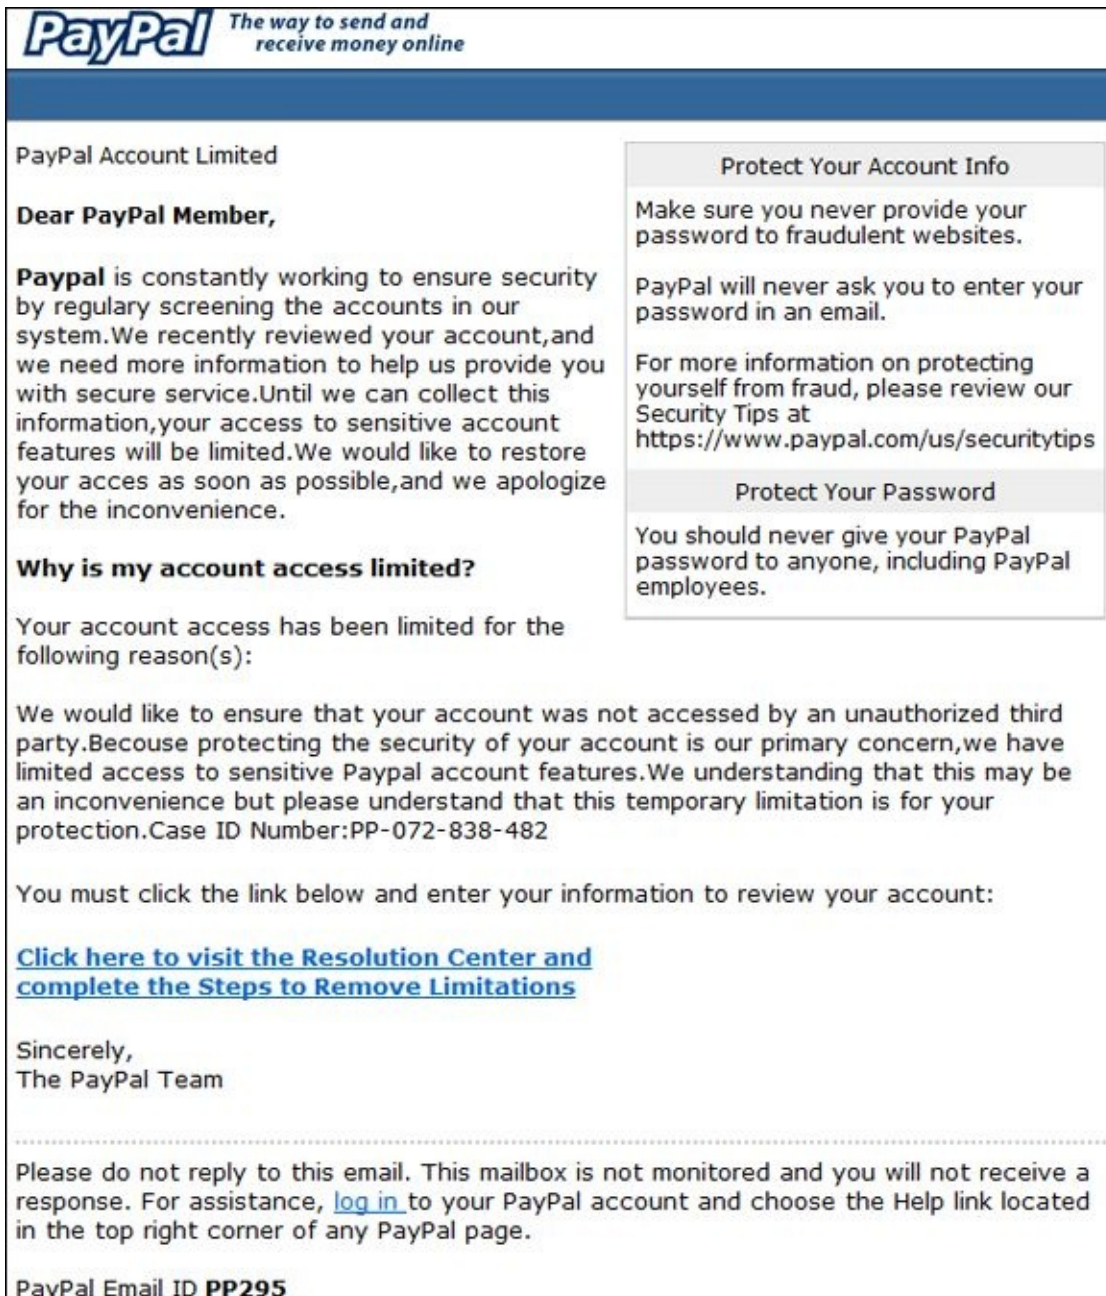 PayPal
The way to send and
receive money online
PayPal Account Limited
Dear PayPal Member,
Paypal is constantly working to ensure security
by regulary screening the accounts in our
system.We recently reviewed your account,and
we need more information to help us provide you
with secure service.Until we can collect this
information,your access to sensitive account
features will be limited.We would like to restore
your acces as soon as possible,and we apologize
for the inconvenience.
Why is my account access limited?
Your account access has been limited for the
following reason(s):
Protect Your Account Info
Make sure you never provide your
password to fraudulent websites.
PayPal will never ask you to enter your
password in an email.
For more information on protecting
yourself from fraud, please review our
Security Tips at
https://www.paypal.com/us/securitytips
Protect Your Password
You should never give your PayPal
password to anyone, including PayPal
employees.
We would like to ensure that your account was not accessed by an unauthorized third
party.Becouse protecting the security of your account is our primary concern,we have
limited access to sensitive Paypal account features.We understanding that this may be
an inconvenience but please understand that this temporary limitation is for your
protection.Case ID Number:PP-072-838-482
You must click the link below and enter your information to review your account:
Click here to visit the Resolution Center and
complete the Steps to Remove Limitations
Sincerely,
The PayPal Team
Please do not reply to this email. This mailbox is not monitored and you will not receive a
response. For assistance, log in to your PayPal account and choose the Help link located
in the top right corner of any PayPal page.
PayPal Email ID PP295